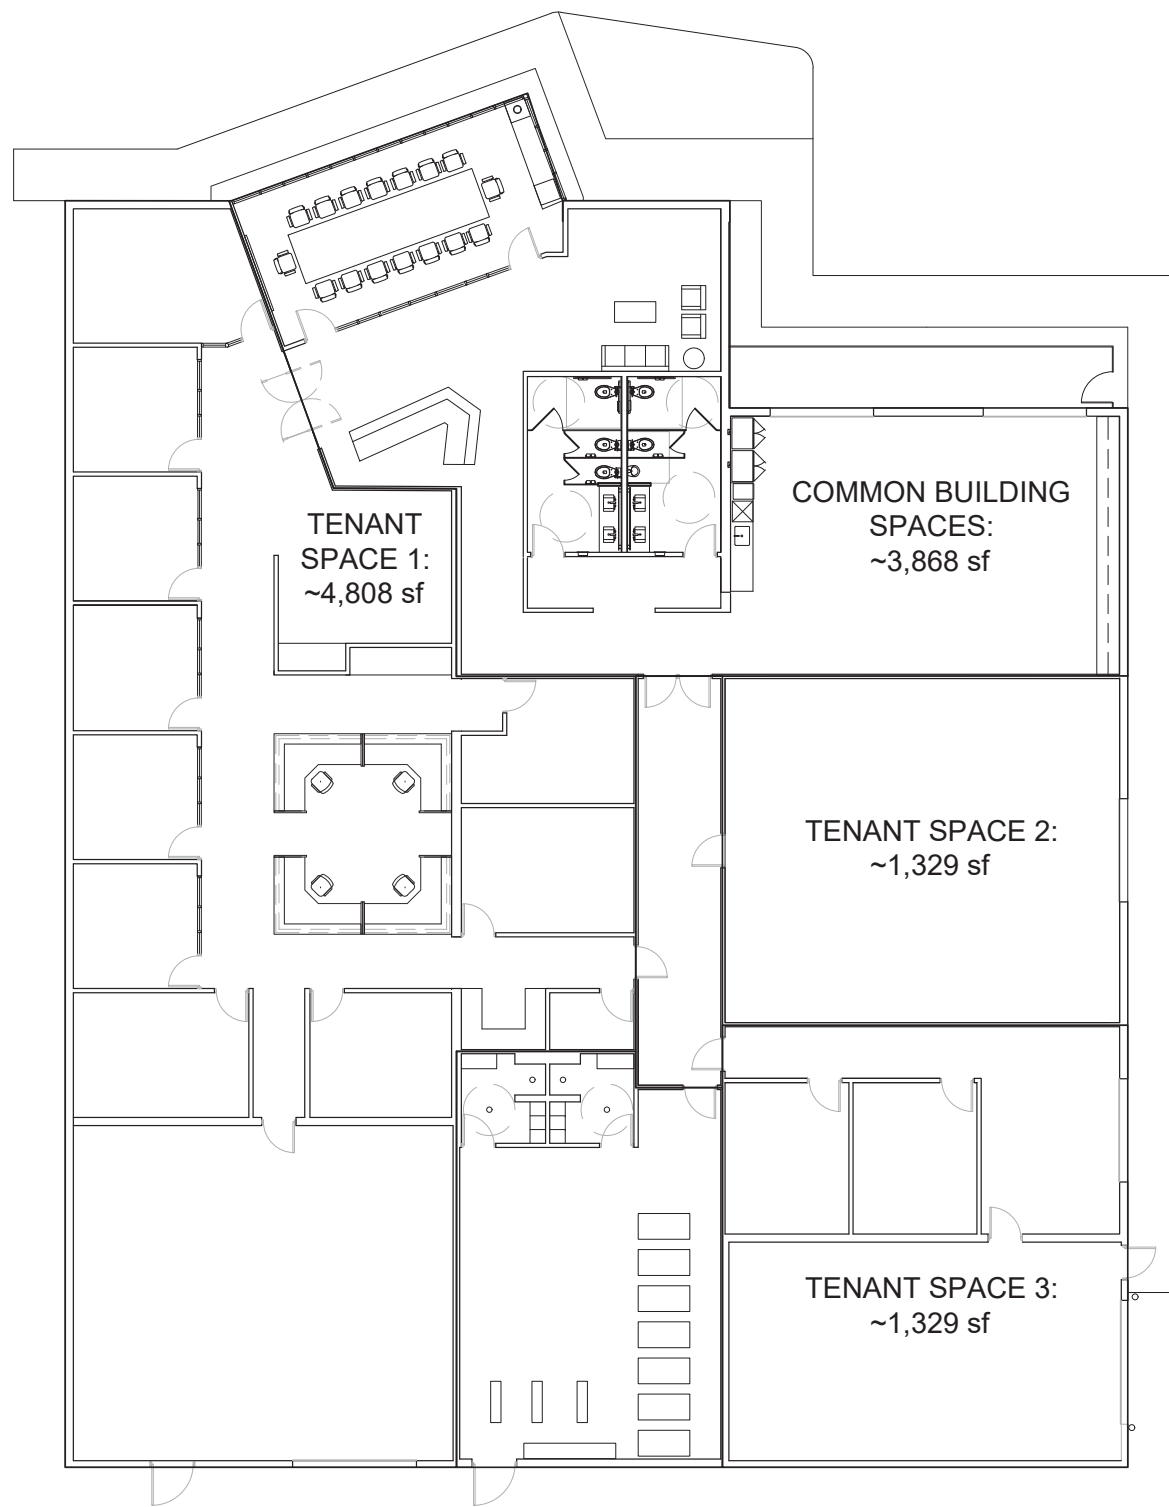 TENANT
SPACE 1:
~4,808 sf
COMMON BUILDING
SPACES:
~3,868 sf
TENANT SPACE 2:
~1,329 sf
TENANT SPACE 3:
~1,329 sf